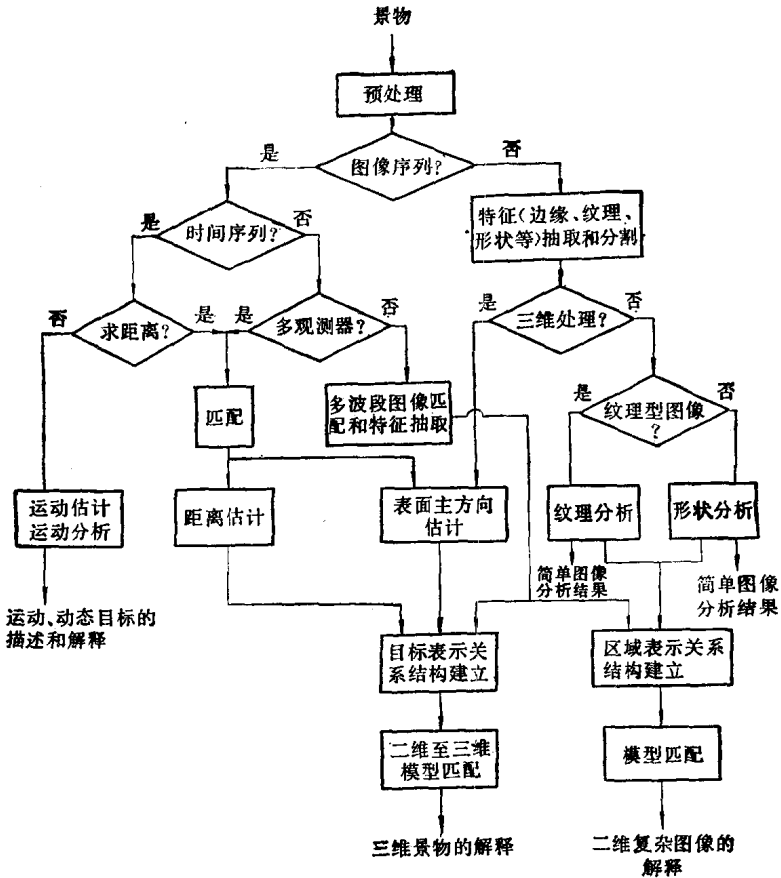 景物
预处理
是
图像序列?
否
是
时间序列?
否
特征(边缘、纹理、
形状等)抽取和分割
否
求距离?
是
是
多观测器?
否
是
三维处理?
否
匹配
多波段图像匹
配和特征抽取
是
纹理型图像
?
否
运动估计
运动分析
距离估计
表面主方向
估计
纹理分析
形状分析
简单图像
分析结果
简单图像
分析结果
运动、动态目标的
描述和解释
目标表示关
系结构建立
区域表示关系
结构建立
二维至三维
模型匹配
模型匹配
三维景物的解释
二维复杂图像的
解释